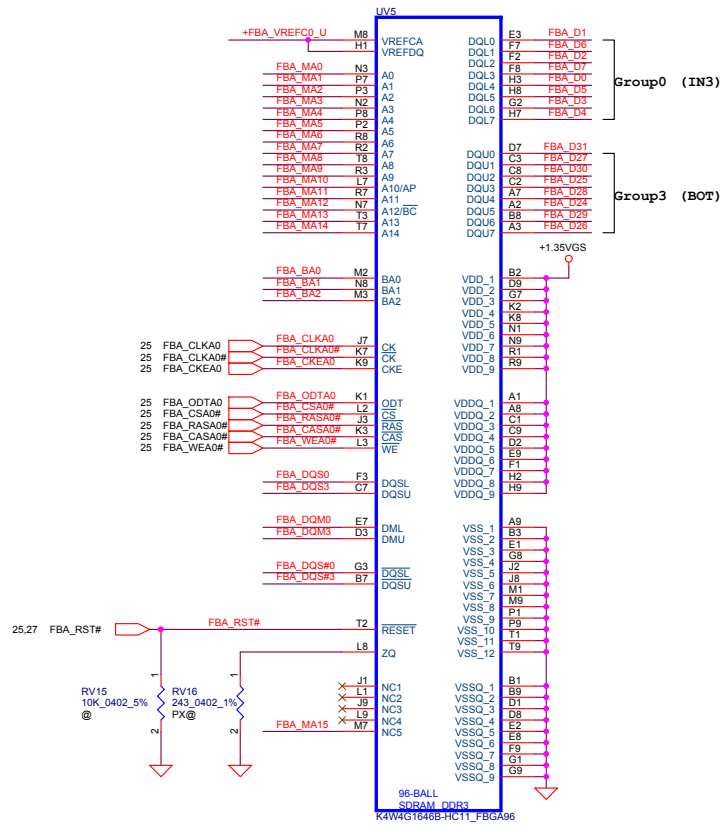 UV5
+FBA_VREFC0_U M8 VREFCA DQL0 E3 FBA_D1
H1 VREFDQ DQL1 F7 FBA_D6
DQL2 F2 FBA_D2
FBA_MA0 N3 A0 DQL3 F8 FBA_D7
FBA_MA1 P7 A1 DQL4 H3 FBA_D0
FBA_MA2 P3 A2 DQL5 H8 FBA_D5
FBA_MA3 N2 A3 DQL6 G2 FBA_D3
FBA_MA4 P8 A4 DQL7 H7 FBA_D4
Group0 (IN3)
FBA_MA5 P2 A5
FBA_MA6 R8 A6
FBA_MA7 R2 A7 DQU0 D7 FBA_D31
FBA_MA8 T8 A8 DQU1 C3 FBA_D27
FBA_MA9 R3 A9 DQU2 C8 FBA_D30
FBA_MA10 L7 A10/AP DQU3 C2 FBA_D25
FBA_MA11 R7 A11 DQU4 A7 FBA_D28
FBA_MA12 N7 A12/BC DQU5 A2 FBA_D24
FBA_MA13 T3 A13 DQU6 B8 FBA_D29
FBA_MA14 T7 A14 DQU7 A3 FBA_D26
Group3 (BOT)
+1.35VGS
FBA_BA0 M2 BA0 VDD_1 B2
FBA_BA1 N8 BA1 VDD_2 D9
FBA_BA2 M3 BA2 VDD_3 G7
VDD_4 K2
VDD_5 K8
VDD_6 N1
25 FBA_CLKA0 FBA_CLKA0 J7 CK VDD_7 N9
25 FBA_CLKA0# FBA_CLKA0# K7 CK VDD_8 R1
25 FBA_CKEA0 FBA_CKEA0 K9 CKE VDD_9 R9
25 FBA_ODTA0 FBA_ODTA0 K1 ODT VDDQ_1 A1
25 FBA_CSA0# FBA_CSA0# L2 CS VDDQ_2 A8
25 FBA_RASA0# FBA_RASA0# J3 RAS VDDQ_3 C1
25 FBA_CASA0# FBA_CASA0# K3 CAS VDDQ_4 C9
25 FBA_WEA0# FBA_WEA0# L3 WE VDDQ_5 D2
VDDQ_6 E9
VDDQ_7 F1
FBA_DQS0 F3 DQSL VDDQ_8 H2
FBA_DQS3 C7 DQSU VDDQ_9 H9
FBA_DQM0 E7 DML VSS_1 A9
FBA_DQM3 D3 DMU VSS_2 B3
VSS_3 E1
VSS_4 G8
FBA_DQS#0 G3 DQSL VSS_5 J2
FBA_DQS#3 B7 DQSU VSS_6 J8
VSS_7 M1
VSS_8 M9
VSS_9 P1
25,27 FBA_RST# FBA_RST# T2 RESET VSS_10 P9
VSS_11 T1
L8 ZQ VSS_12 T9
1 1
RV15 RV16
10K_0402_5% 243_0402_1%
@ PX@
2 2
J1 NC1 VSSQ_1 B1
L1 NC2 VSSQ_2 B9
J9 NC3 VSSQ_3 D1
L9 NC4 VSSQ_4 D8
FBA_MA15 M7 NC5 VSSQ_5 E2
VSSQ_6 E8
VSSQ_7 F9
VSSQ_8 G1
VSSQ_9 G9
96-BALL
SDRAM DDR3
K4W4G1646B-HC11_FBGA96